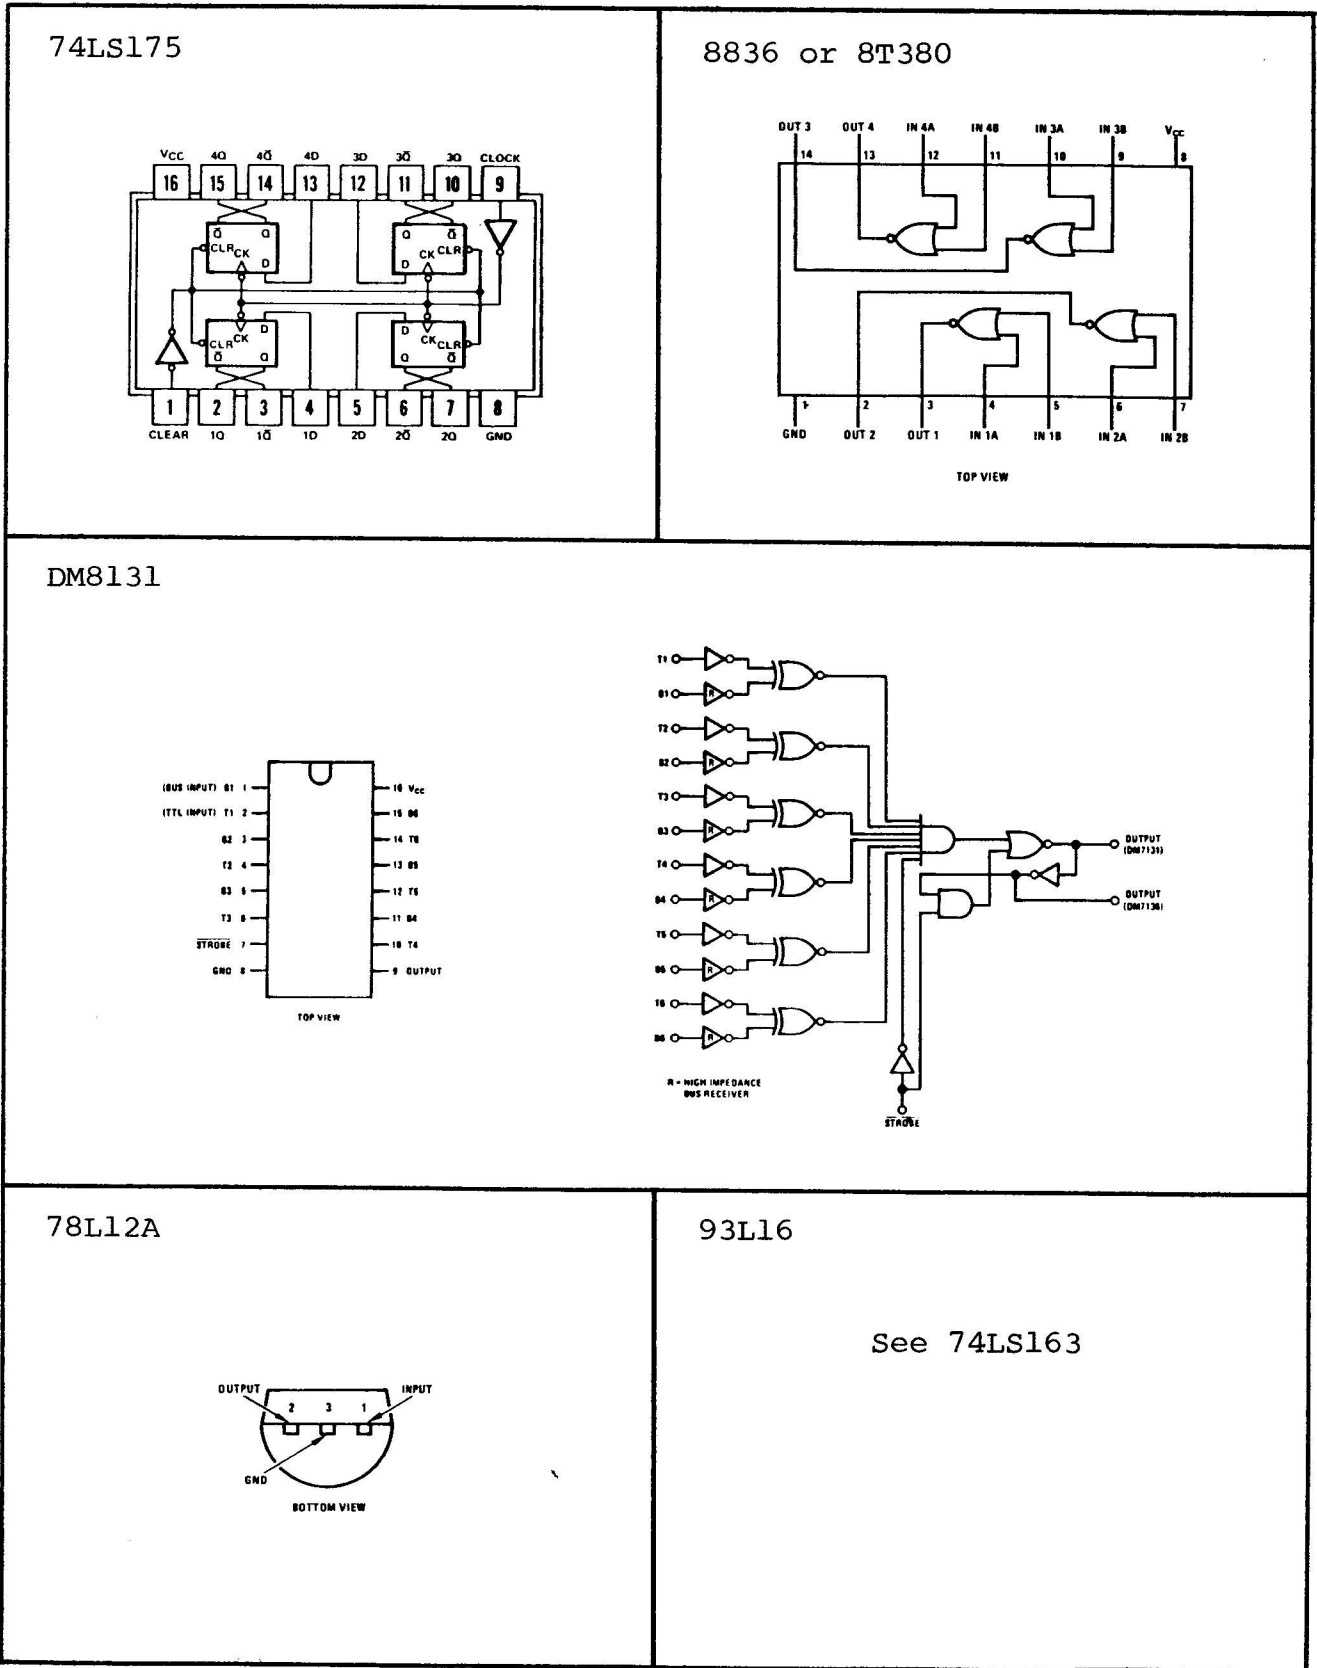 74LS175
VCC 4Q 4Q̅ 4D 3D 3Q̅ 3Q CLOCK
16 15 14 13 12 11 10 9
Q̅ Q Q Q̅
CLR CK D D CK CLR
CLR CK D D CK CLR
Q̅ Q Q Q̅
1 2 3 4 5 6 7 8
CLEAR 1Q 1Q̅ 1D 2D 2Q̅ 2Q GND
8836 or 8T380
OUT 3 OUT 4 IN 4A IN 4B IN 3A IN 3B VCC
14 13 12 11 10 9 8
1 2 3 4 5 6 7
GND OUT 2 OUT 1 IN 1A IN 1B IN 2A IN 2B
TOP VIEW
DM8131
(BUS INPUT) B1 1
(TTL INPUT) T1 2
B2 3
T2 4
B3 5
T3 6
S̅T̅R̅O̅B̅E̅ 7
GND 8
16 VCC
15 B6
14 T6
13 B5
12 T5
11 B4
10 T4
9 OUTPUT
TOP VIEW
T1
B1 R
T2
B2 R
T3
B3 R
T4
B4 R
T5
B5 R
T6
B6 R
OUTPUT
(DM7131)
OUTPUT
(DM7136)
R = HIGH IMPEDANCE
BUS RECEIVER
S̅T̅R̅O̅B̅E̅
78L12A
OUTPUT INPUT
2 3 1
GND
BOTTOM VIEW
93L16
See 74LS163